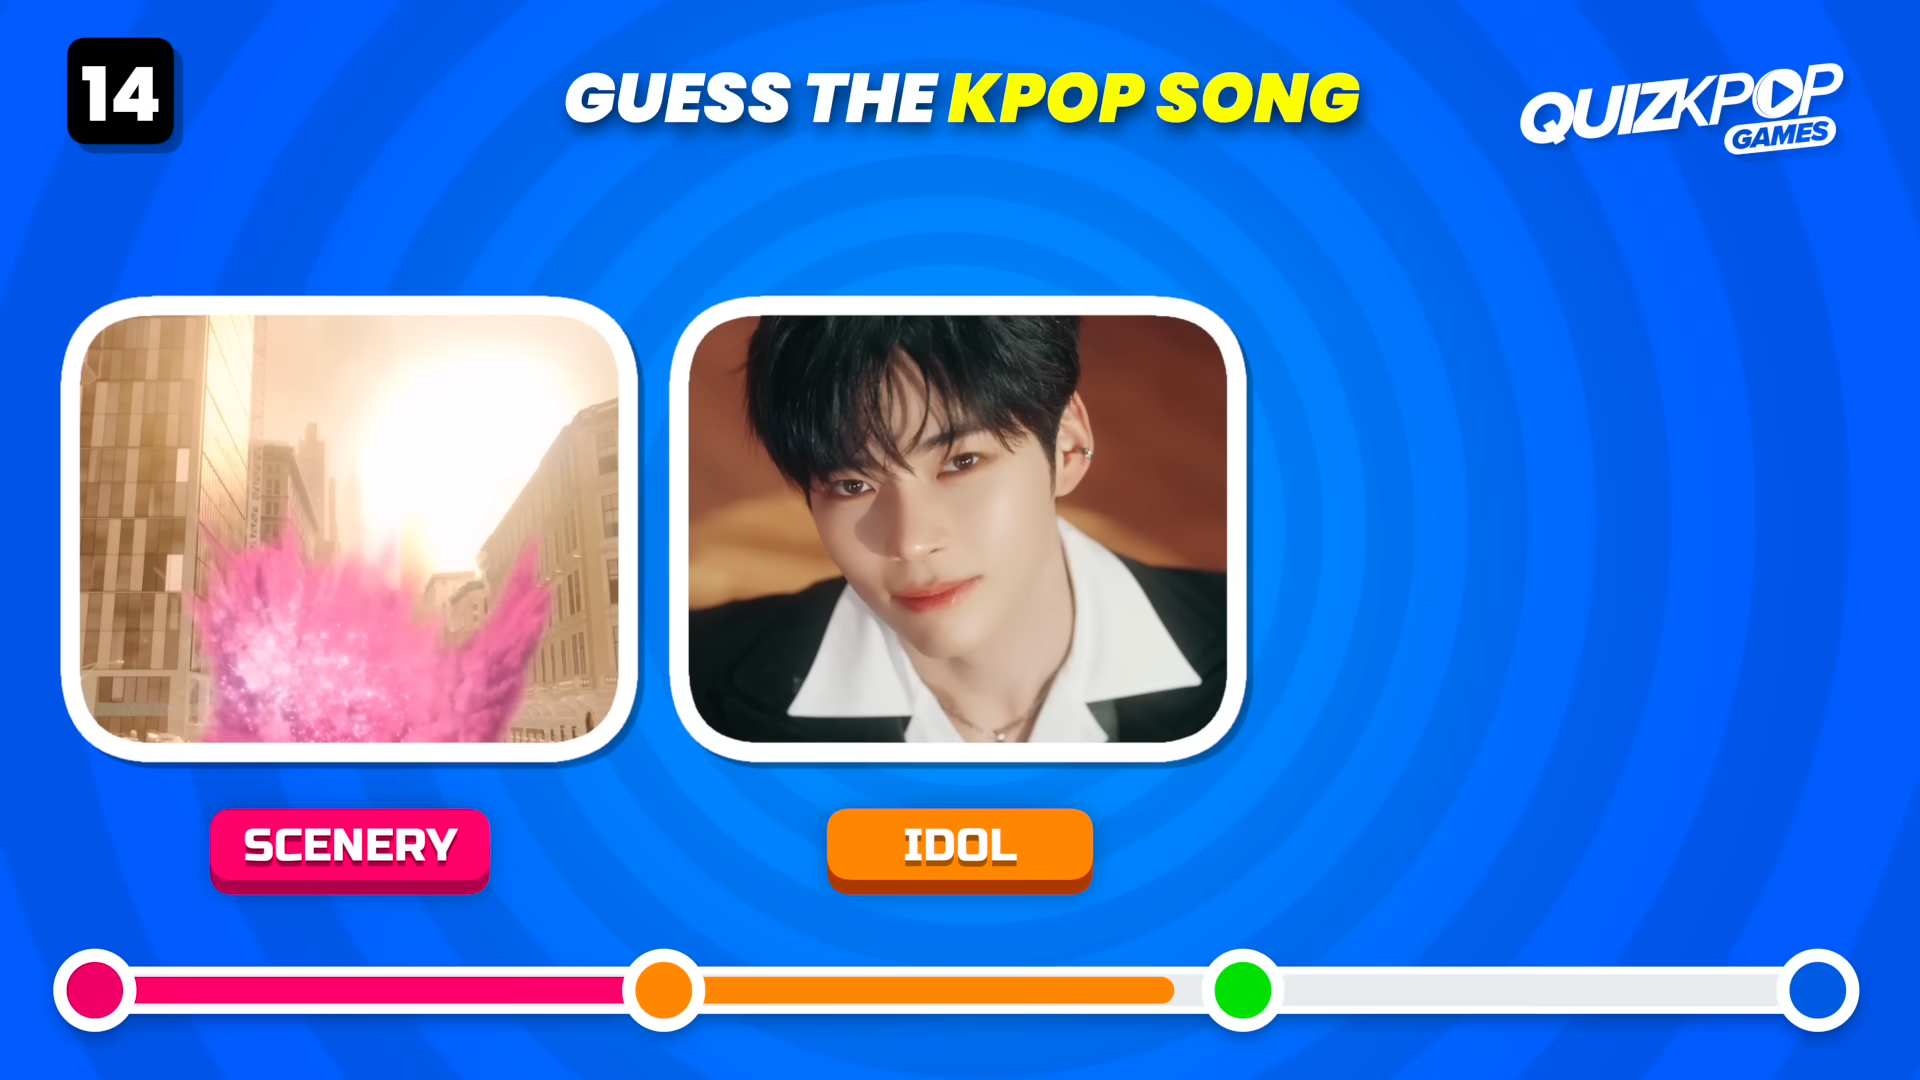 14
GUESS THE KPOP SONG
QUIZKPOP
GAMES
SCENERY
IDOL